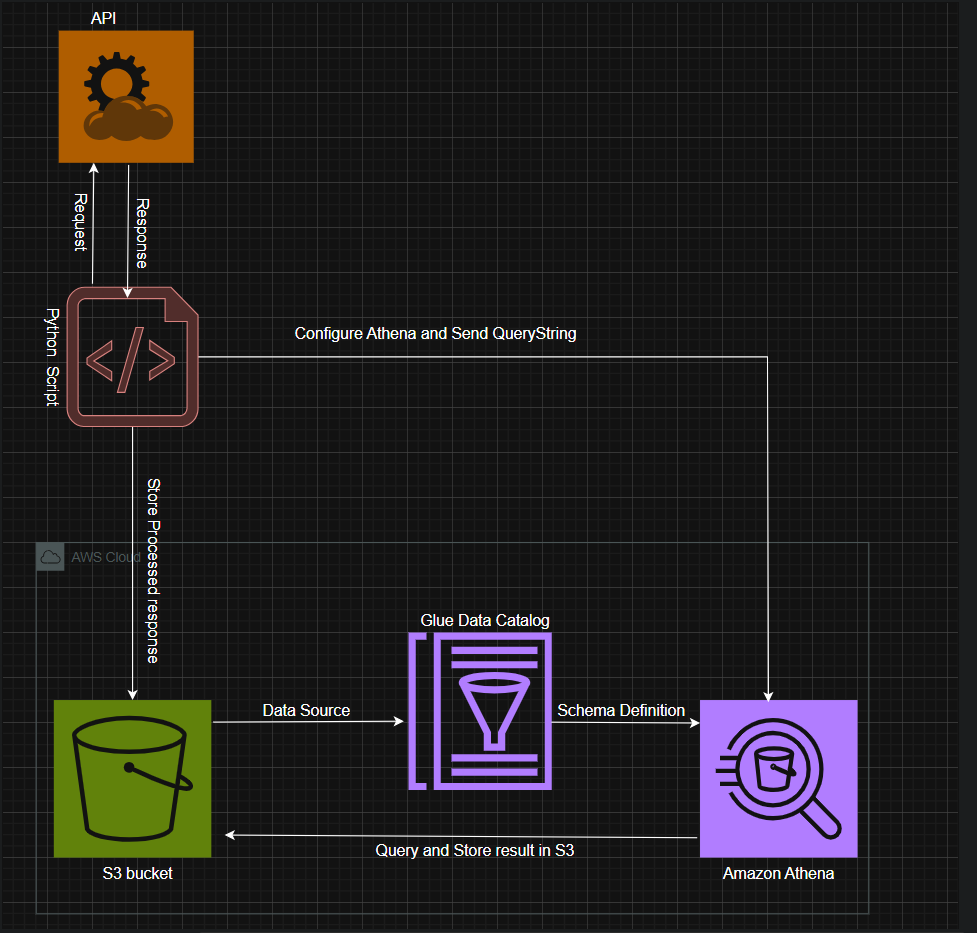 API
Request
Response
Python Script
Configure Athena and Send QueryString
Store Processed response
AWS Cloud
Glue Data Catalog
Data Source
Schema Definition
Query and Store result in S3
S3 bucket
Amazon Athena